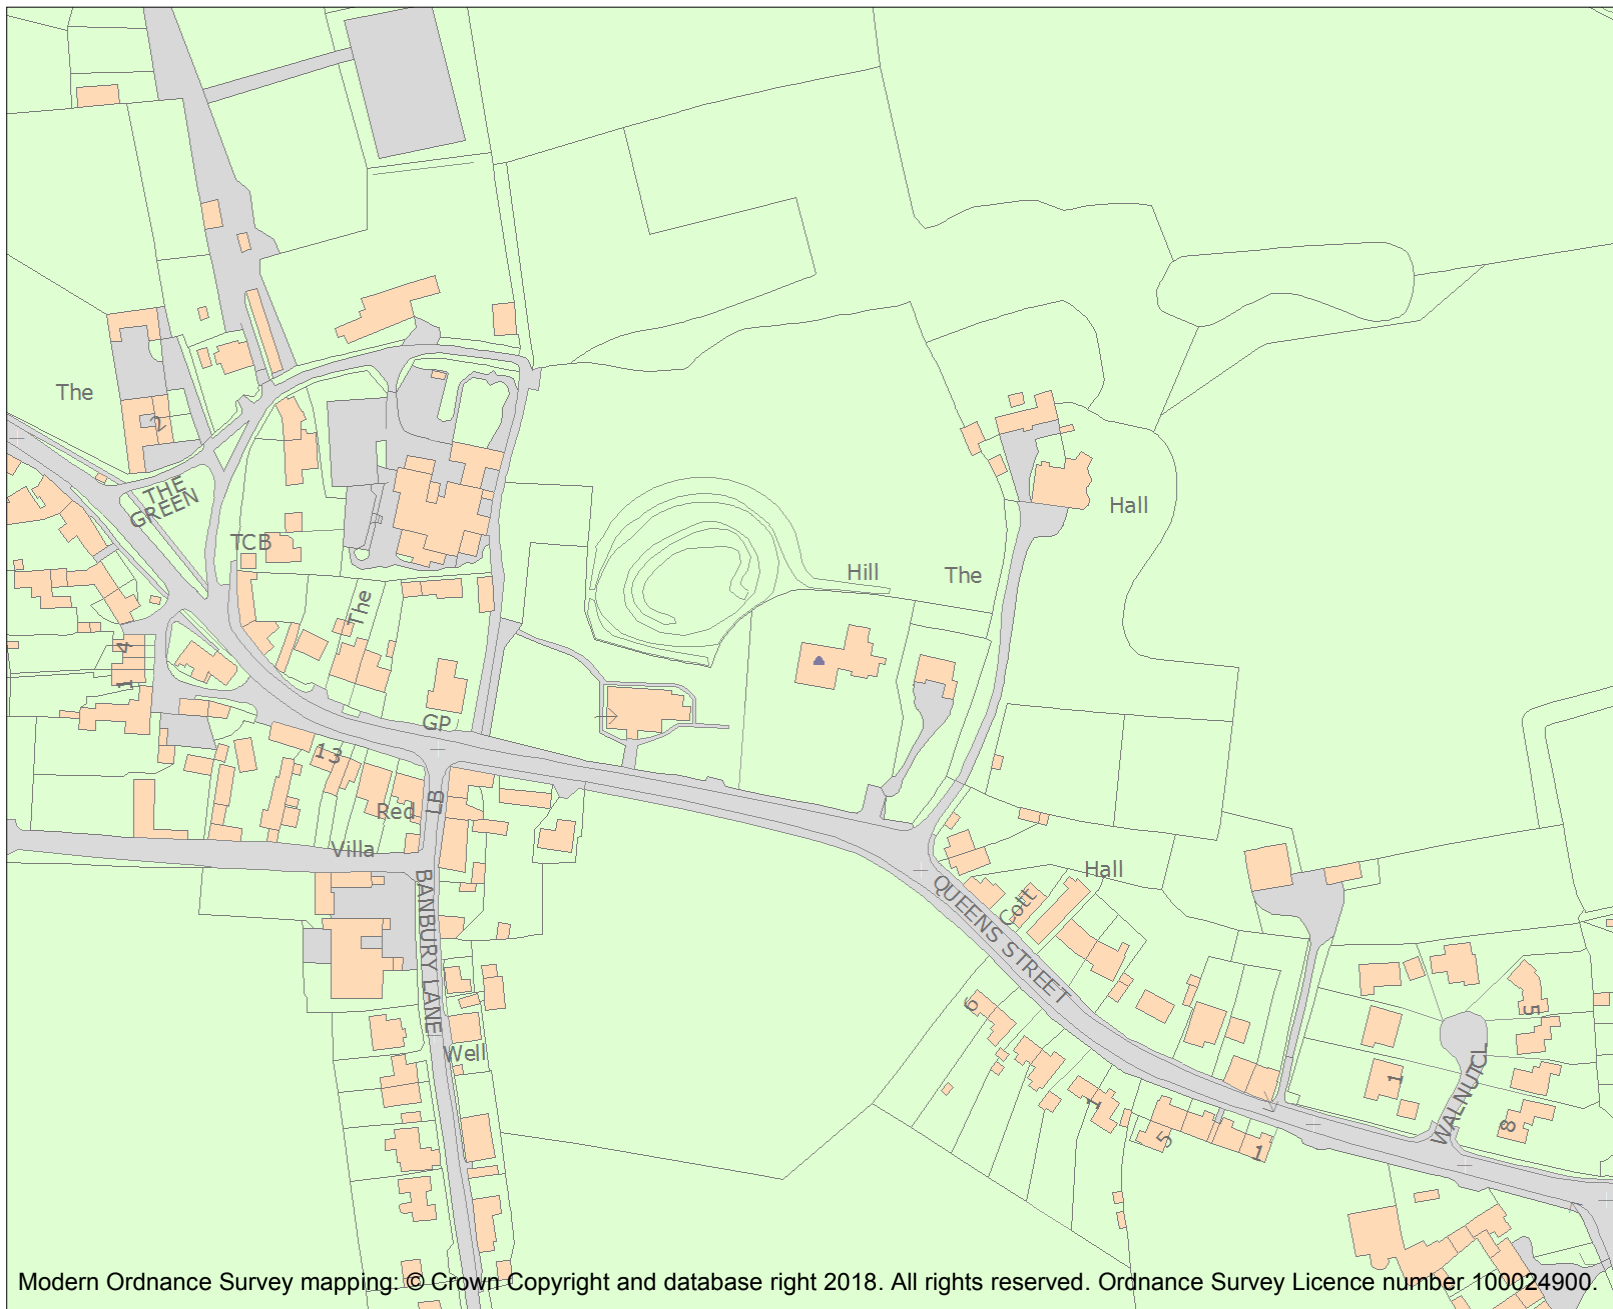 The
2
THE
GREEN
TCB
The
Hall
Hill
The
4
1
GP
13
LB
Red
Villa
BANBURY LANE
Well
QUEENS STREET
Cott
Hall
6
1
5
1
WALNUT CL
1
5
8
Modern Ordnance Survey mapping: © Crown Copyright and database right 2018. All rights reserved. Ordnance Survey Licence number 100024900.